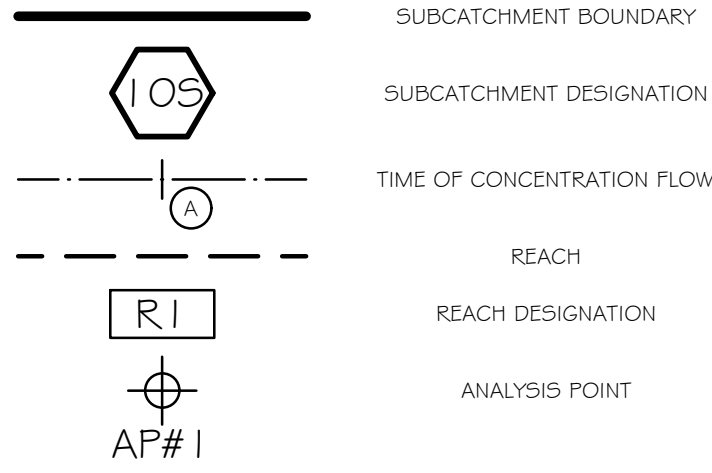 SUBCATCHMENT BOUNDARY
10S SUBCATCHMENT DESIGNATION
TIME OF CONCENTRATION FLOW
A
REACH
R1 REACH DESIGNATION
ANALYSIS POINT
AP#1